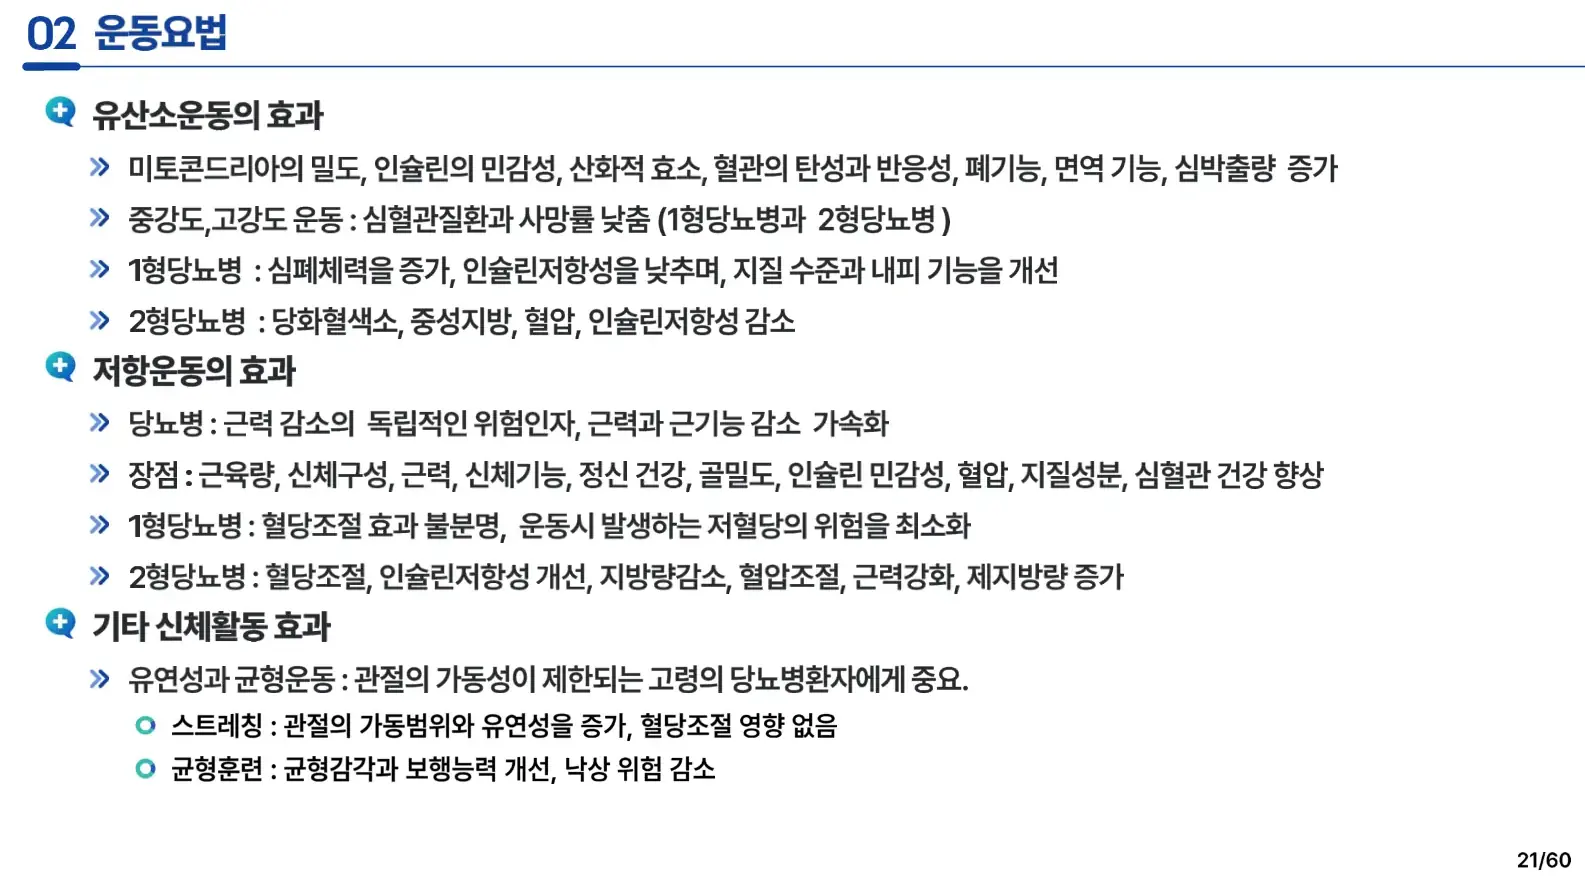 02 운동요법
유산소운동의 효과
미토콘드리아의 밀도, 인슐린의 민감성, 산화적 효소, 혈관의 탄성과 반응성, 폐기능, 면역 기능, 심박출량 증가
중강도,고강도 운동 : 심혈관질환과 사망률 낮춤 (1형당뇨병과 2형당뇨병 )
1형당뇨병 : 심폐체력을 증가, 인슐린저항성을 낮추며, 지질 수준과 내피 기능을 개선
2형당뇨병 : 당화혈색소, 중성지방, 혈압, 인슐린저항성 감소
저항운동의 효과
당뇨병 : 근력 감소의 독립적인 위험인자, 근력과 근기능 감소 가속화
장점 : 근육량, 신체구성, 근력, 신체기능, 정신 건강, 골밀도, 인슐린 민감성, 혈압, 지질성분, 심혈관 건강 향상
1형당뇨병 : 혈당조절 효과 불분명, 운동시 발생하는 저혈당의 위험을 최소화
2형당뇨병 : 혈당조절, 인슐린저항성 개선, 지방량감소, 혈압조절, 근력강화, 제지방량 증가
기타 신체활동 효과
유연성과 균형운동 : 관절의 가동성이 제한되는 고령의 당뇨병환자에게 중요.
스트레칭 : 관절의 가동범위와 유연성을 증가, 혈당조절 영향 없음
균형훈련 : 균형감각과 보행능력 개선, 낙상 위험 감소
21/60